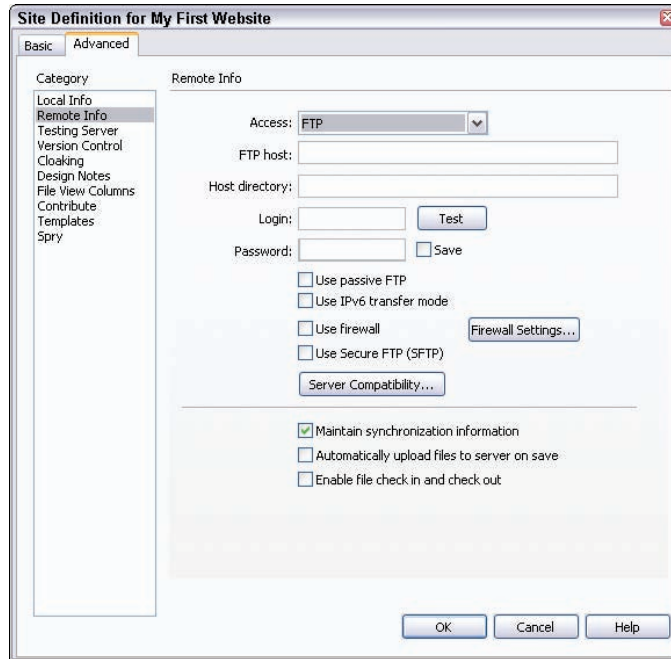 Site Definition for My First Website
Basic
Advanced
Category
Local Info
Remote Info
Testing Server
Version Control
Cloaking
Design Notes
File View Columns
Contribute
Templates
Spry
Remote Info
Access: FTP
FTP host:
Host directory:
Login:
Test
Password:
Save
Use passive FTP
Use IPv6 transfer mode
Use firewall
Firewall Settings...
Use Secure FTP (SFTP)
Server Compatibility...
Maintain synchronization information
Automatically upload files to server on save
Enable file check in and check out
OK
Cancel
Help